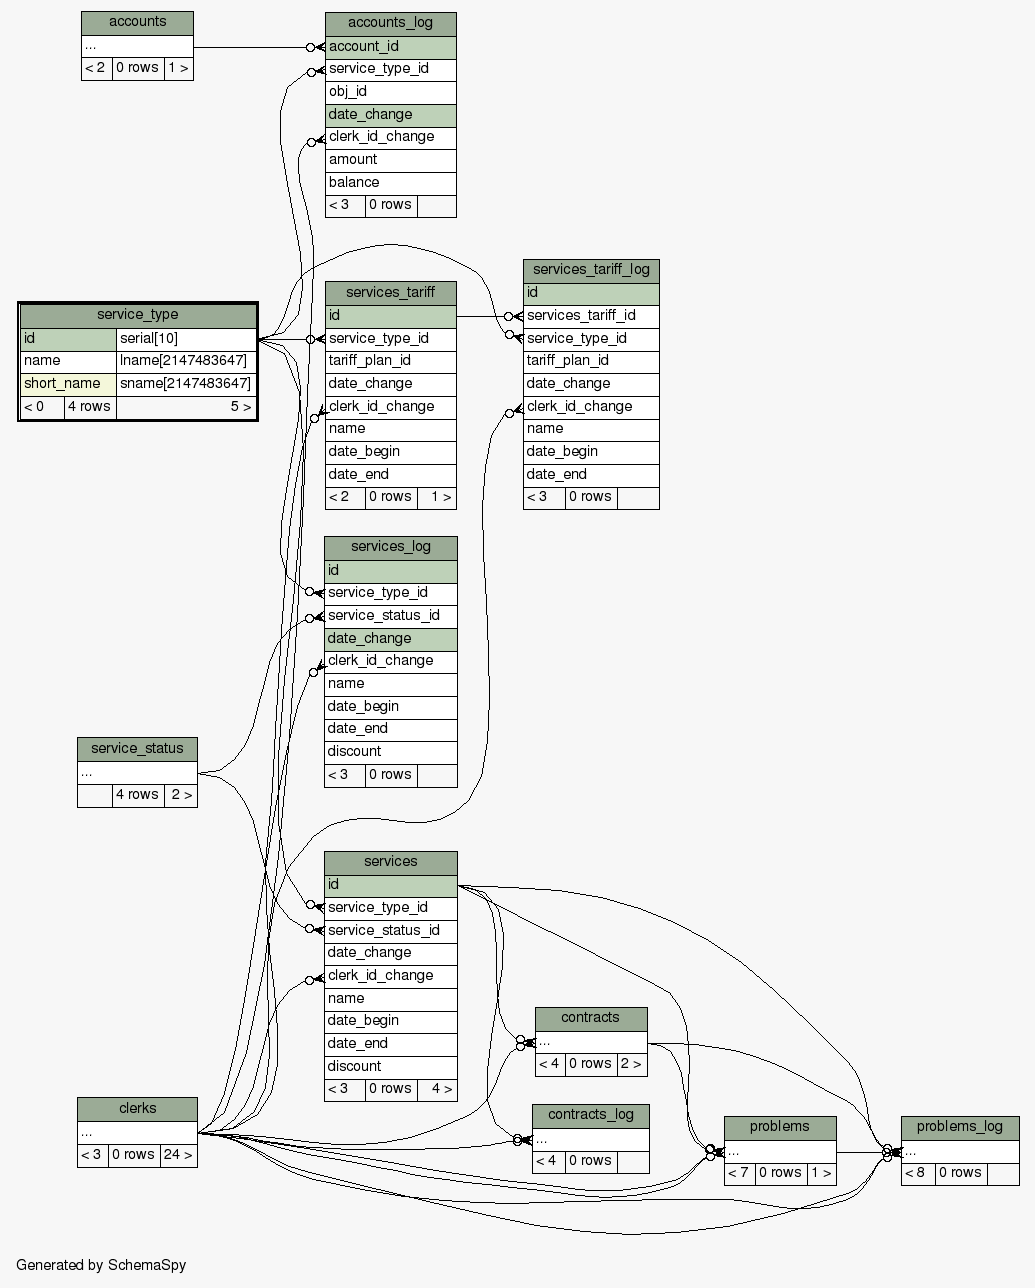 accounts
...
< 2 0 rows 1 >
accounts_log
account_id
service_type_id
obj_id
date_change
clerk_id_change
amount
balance
< 3 0 rows
services_tariff_log
id
services_tariff_id
service_type_id
tariff_plan_id
date_change
clerk_id_change
name
date_begin
date_end
< 3 0 rows
services_tariff
id
service_type_id
tariff_plan_id
date_change
clerk_id_change
name
date_begin
date_end
< 2 0 rows 1 >
service_type
id serial[10]
name lname[2147483647]
short_name sname[2147483647]
< 0 4 rows 5 >
services_log
id
service_type_id
service_status_id
date_change
clerk_id_change
name
date_begin
date_end
discount
< 3 0 rows
service_status
...
4 rows 2 >
services
id
service_type_id
service_status_id
date_change
clerk_id_change
name
date_begin
date_end
discount
< 3 0 rows 4 >
contracts
...
< 4 0 rows 2 >
clerks
...
< 3 0 rows 24 >
contracts_log
...
< 4 0 rows
problems
...
< 7 0 rows 1 >
problems_log
...
< 8 0 rows
Generated by SchemaSpy